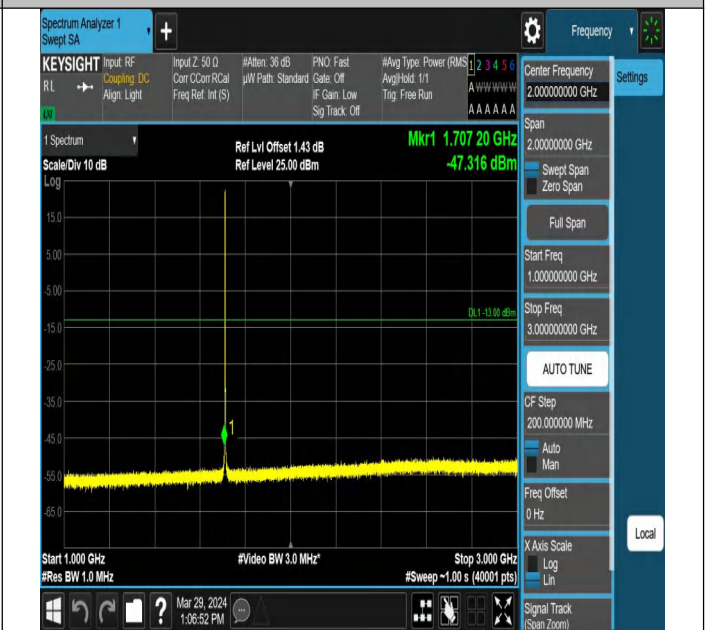 Spectrum Analyzer 1
Swept SA
+
Frequency
KEYSIGHT
RL
LXI
Input: RF
Coupling: DC
Align: Light
Input Z: 50 Ω
Corr CCorr RCal
Freq Ref: Int (S)
#Atten: 36 dB
µW Path: Standard
PNO: Fast
Gate: Off
IF Gain: Low
Sig Track: Off
#Avg Type: Power (RMS
Avg|Hold: 1/1
Trig: Free Run
1 2 3 4 5 6
A W W W W W
A A A A A A
1 Spectrum
Scale/Div 10 dB
Log
Ref Lvl Offset 1.43 dB
Ref Level 25.00 dBm
Mkr1 1.707 20 GHz
-47.316 dBm
15.0
5.00
-5.00
-15.0
-25.0
-35.0
-45.0
-55.0
-65.0
DL1 -13.00 dBm
1
Start 1.000 GHz
#Res BW 1.0 MHz
#Video BW 3.0 MHz*
Stop 3.000 GHz
#Sweep ~1.00 s (40001 pts)
Center Frequency
2.000000000 GHz
Settings
Span
2.00000000 GHz
Swept Span
Zero Span
Full Span
Start Freq
1.000000000 GHz
Stop Freq
3.000000000 GHz
AUTO TUNE
CF Step
200.000000 MHz
Auto
Man
Freq Offset
0 Hz
X Axis Scale
Log
Lin
Local
Signal Track
(Span Zoom)
?
Mar 29, 2024
1:06:52 PM